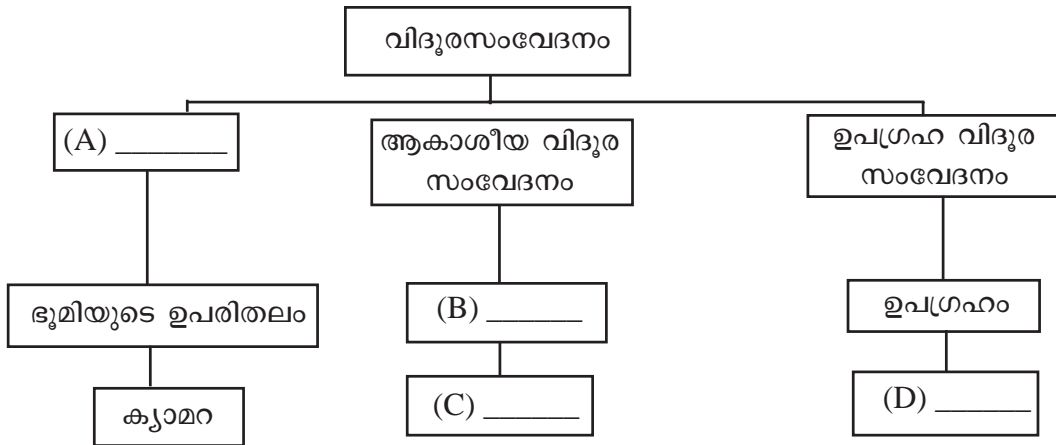 വിദൂരസംവേദനം
(A) _______
ആകാശീയ വിദൂര
സംവേദനം
ഉപഗ്രഹ വിദൂര
സംവേദനം
ഭൂമിയുടെ ഉപരിതലം
(B) ______
ഉപഗ്രഹം
ക്യാമറ
(C) ______
(D) ______